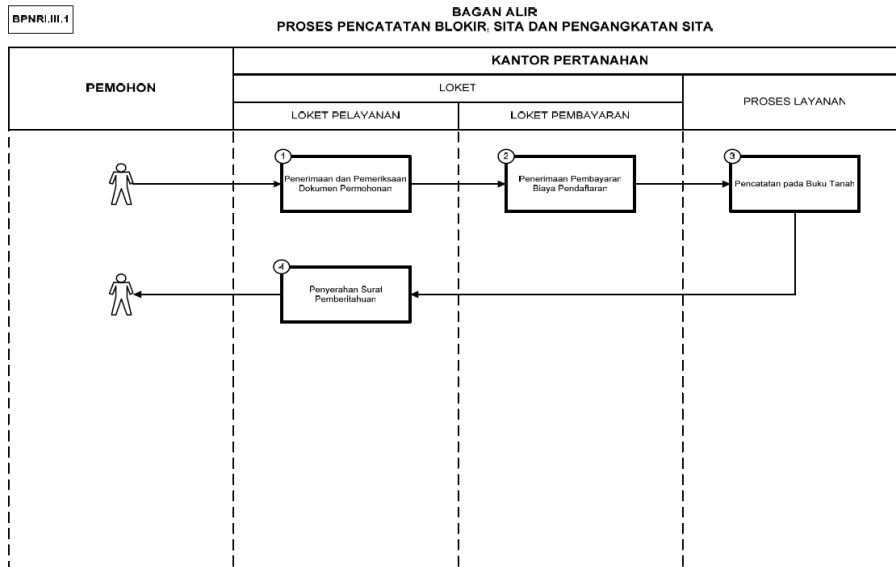 BPNRI.III.1
BAGAN ALIR
PROSES PENCATATAN BLOKIR, SITA DAN PENGANGKATAN SITA
PEMOHON
KANTOR PERTANAHAN
LOKET
PROSES LAYANAN
LOKET PELAYANAN
LOKET PEMBAYARAN
1
Penerimaan dan Pemeriksaan
Dokumen Permohonan
2
Penerimaan Pembayaran
Biaya Pendaftaran
3
Pencatatan pada Buku Tanah
4
Penyerahan Surat
Pemberitahuan